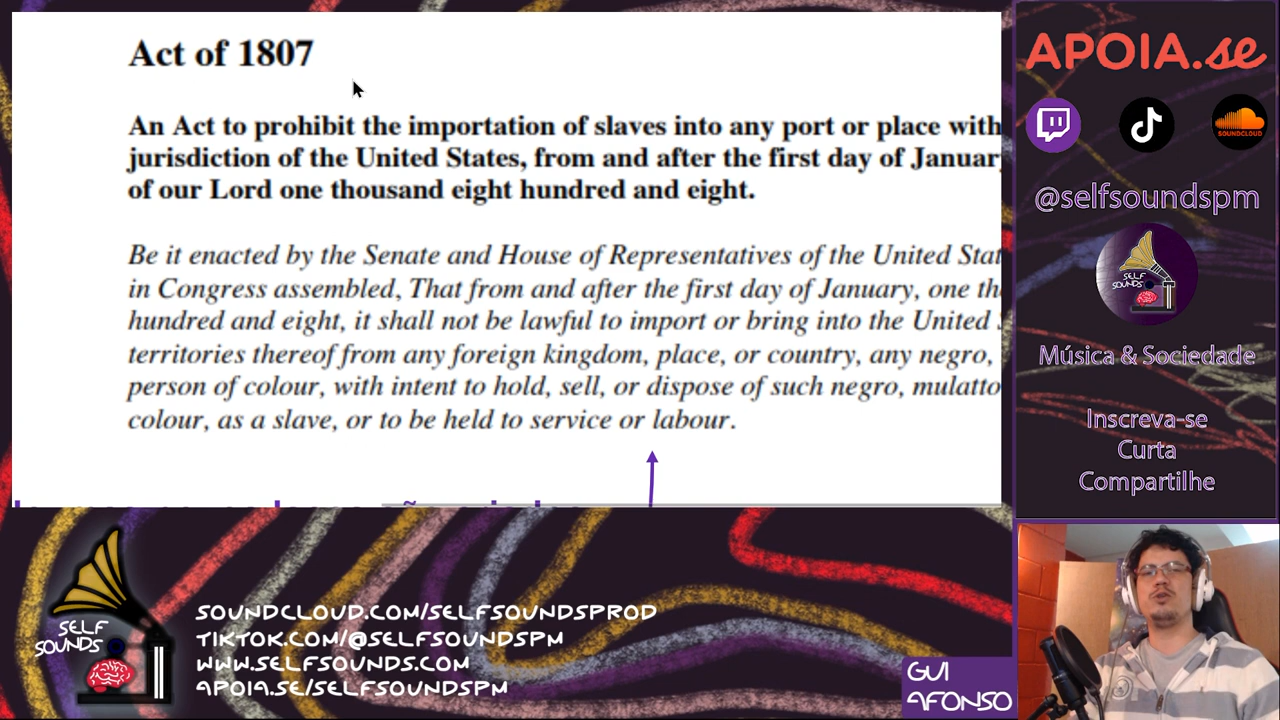 Act of 1807
An Act to prohibit the importation of slaves into any port or place with
jurisdiction of the United States, from and after the first day of Januar
of our Lord one thousand eight hundred and eight.
Be it enacted by the Senate and House of Representatives of the United Stat
in Congress assembled, That from and after the first day of January, one th
hundred and eight, it shall not be lawful to import or bring into the United
territories thereof from any foreign kingdom, place, or country, any negro,
person of colour, with intent to hold, sell, or dispose of such negro, mulatto
colour, as a slave, or to be held to service or labour.
APOIA.se
SOUNDCLOUD
@selfsoundspm
SELF
SOUNDS
Música & Sociedade
Inscreva-se
Curta
Compartilhe
SELF
SOUNDS
SOUNDCLOUD.COM/SELFSOUNDSPROD
TIKTOK.COM/@SELFSOUNDSPM
WWW.SELFSOUNDS.COM
APOIA.SE/SELFSOUNDSPM
GUI
AFONSO